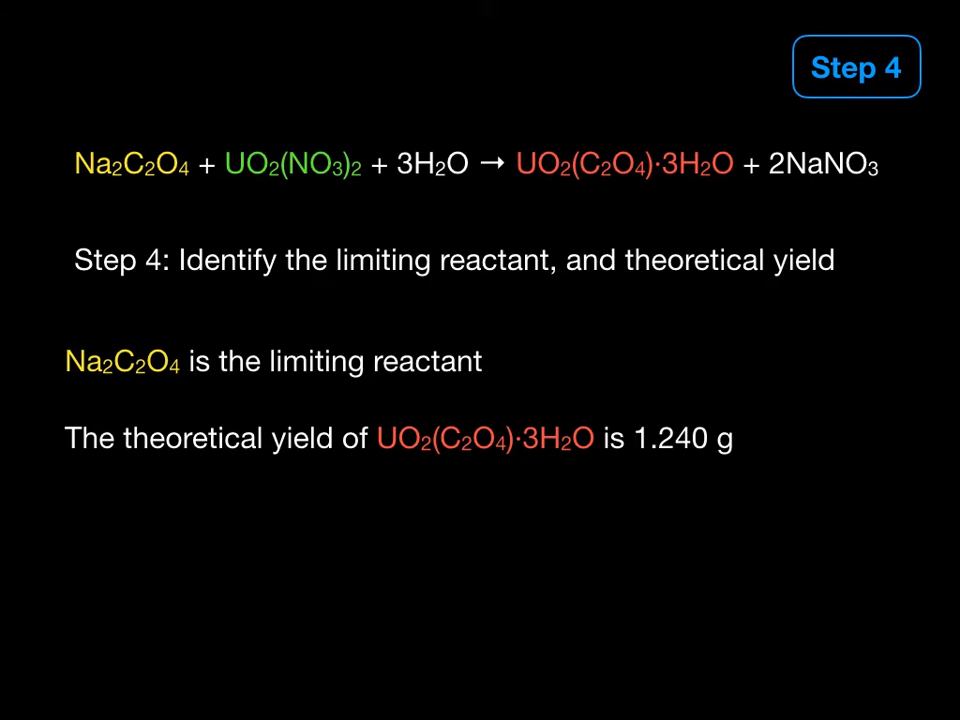 Step 4
Na₂C₂O₄ + UO₂(NO₃)₂ + 3H₂O → UO₂(C₂O₄)·3H₂O + 2NaNO₃
Step 4: Identify the limiting reactant, and theoretical yield
Na₂C₂O₄ is the limiting reactant
The theoretical yield of UO₂(C₂O₄)·3H₂O is 1.240 g